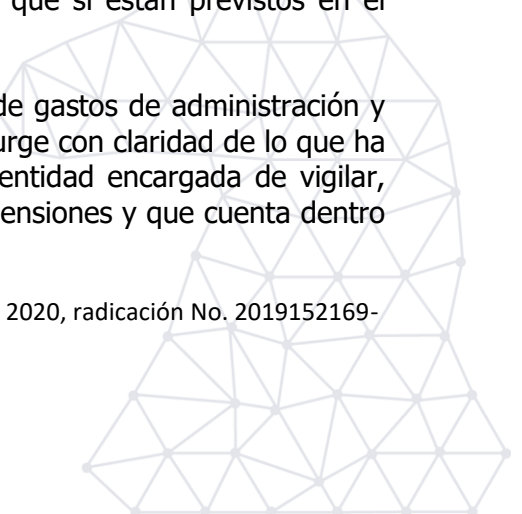 que si están previstos en el
de gastos de administración y
urge con claridad de lo que ha
entidad encargada de vigilar,
ensiones y que cuenta dentro
2020, radicación No. 2019152169-